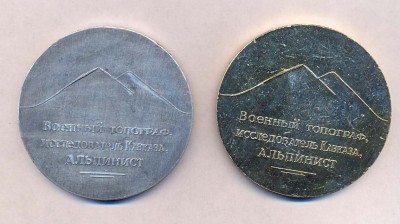 Военный топограф,
исследователь Кавказа,
альпинист
Военный топограф,
исследователь Кавказа,
альпинист